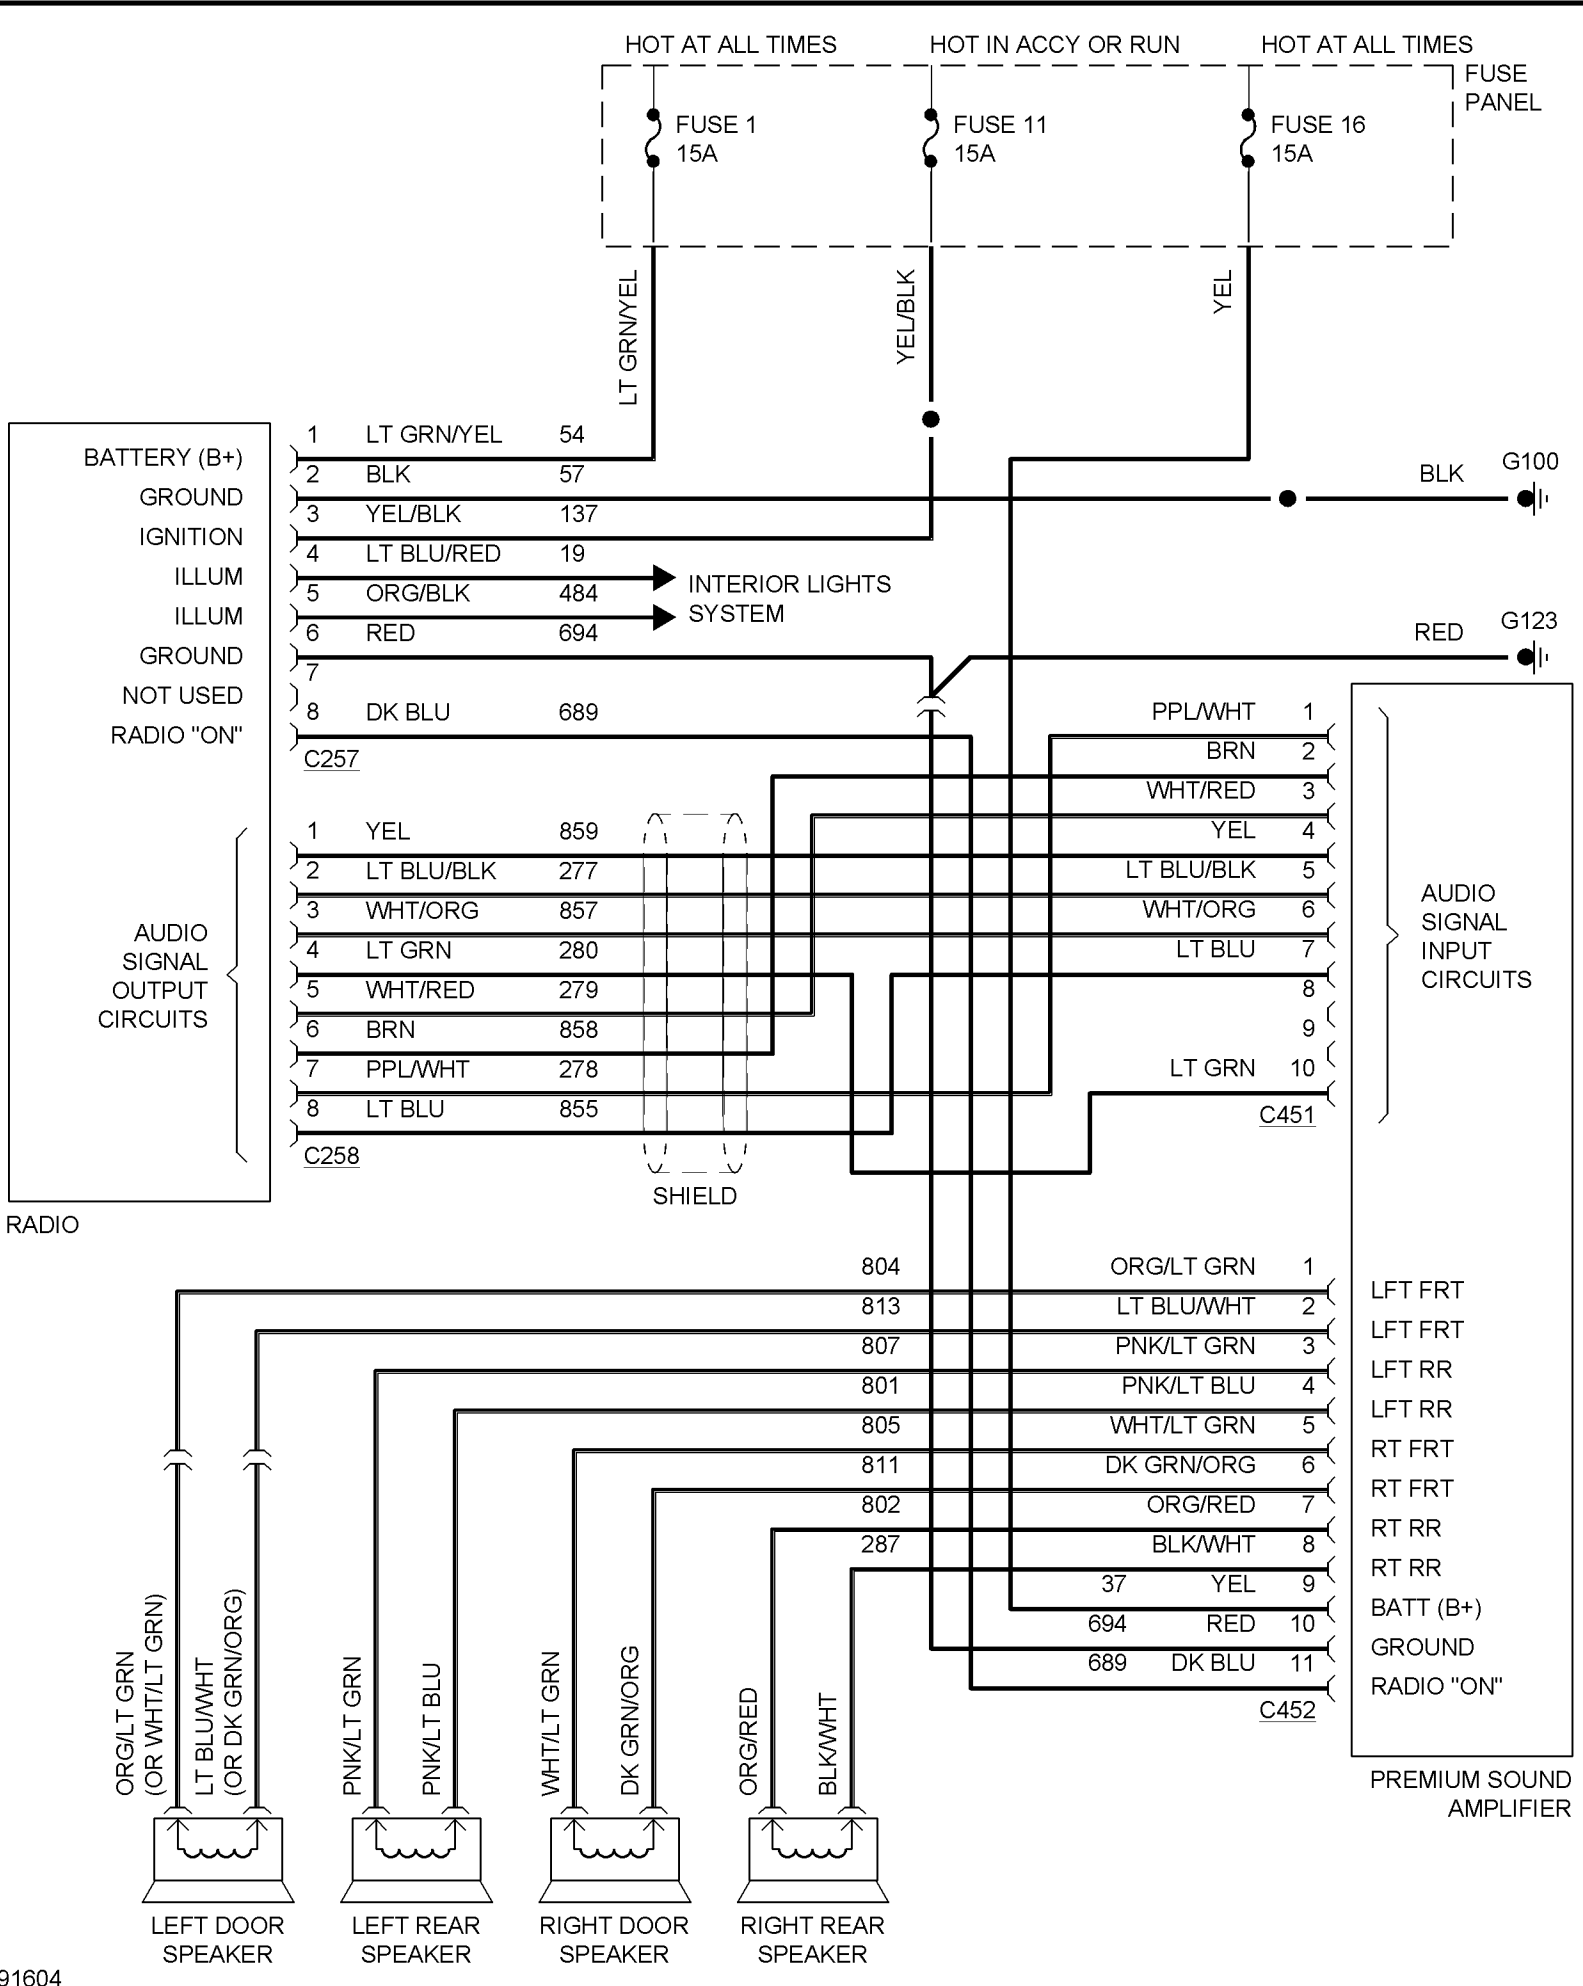 HOT AT ALL TIMES HOT IN ACCY OR RUN HOT AT ALL TIMES
FUSE
PANEL
FUSE 1
15A
FUSE 11
15A
FUSE 16
15A
LT GRN/YEL
YEL/BLK
YEL
BATTERY (B+)
GROUND
IGNITION
ILLUM
ILLUM
GROUND
NOT USED
RADIO "ON"
1 LT GRN/YEL 54
2 BLK 57
3 YEL/BLK 137
4 LT BLU/RED 19
5 ORG/BLK 484
6 RED 694
7
8 DK BLU 689
C257
INTERIOR LIGHTS
SYSTEM
BLK G100
RED G123
AUDIO
SIGNAL
OUTPUT
CIRCUITS
1 YEL 859
2 LT BLU/BLK 277
3 WHT/ORG 857
4 LT GRN 280
5 WHT/RED 279
6 BRN 858
7 PPL/WHT 278
8 LT BLU 855
C258
SHIELD
RADIO
PPL/WHT 1
BRN 2
WHT/RED 3
YEL 4
LT BLU/BLK 5
WHT/ORG 6
LT BLU 7
8
9
LT GRN 10
C451
AUDIO
SIGNAL
INPUT
CIRCUITS
804 ORG/LT GRN 1 LFT FRT
813 LT BLU/WHT 2 LFT FRT
807 PNK/LT GRN 3 LFT RR
801 PNK/LT BLU 4 LFT RR
805 WHT/LT GRN 5 RT FRT
811 DK GRN/ORG 6 RT FRT
802 ORG/RED 7 RT RR
287 BLK/WHT 8 RT RR
37 YEL 9 BATT (B+)
694 RED 10 GROUND
689 DK BLU 11 RADIO "ON"
C452
PREMIUM SOUND
AMPLIFIER
ORG/LT GRN
(OR WHT/LT GRN)
LT BLU/WHT
(OR DK GRN/ORG)
PNK/LT GRN
PNK/LT BLU
WHT/LT GRN
DK GRN/ORG
ORG/RED
BLK/WHT
LEFT DOOR
SPEAKER
LEFT REAR
SPEAKER
RIGHT DOOR
SPEAKER
RIGHT REAR
SPEAKER
91604